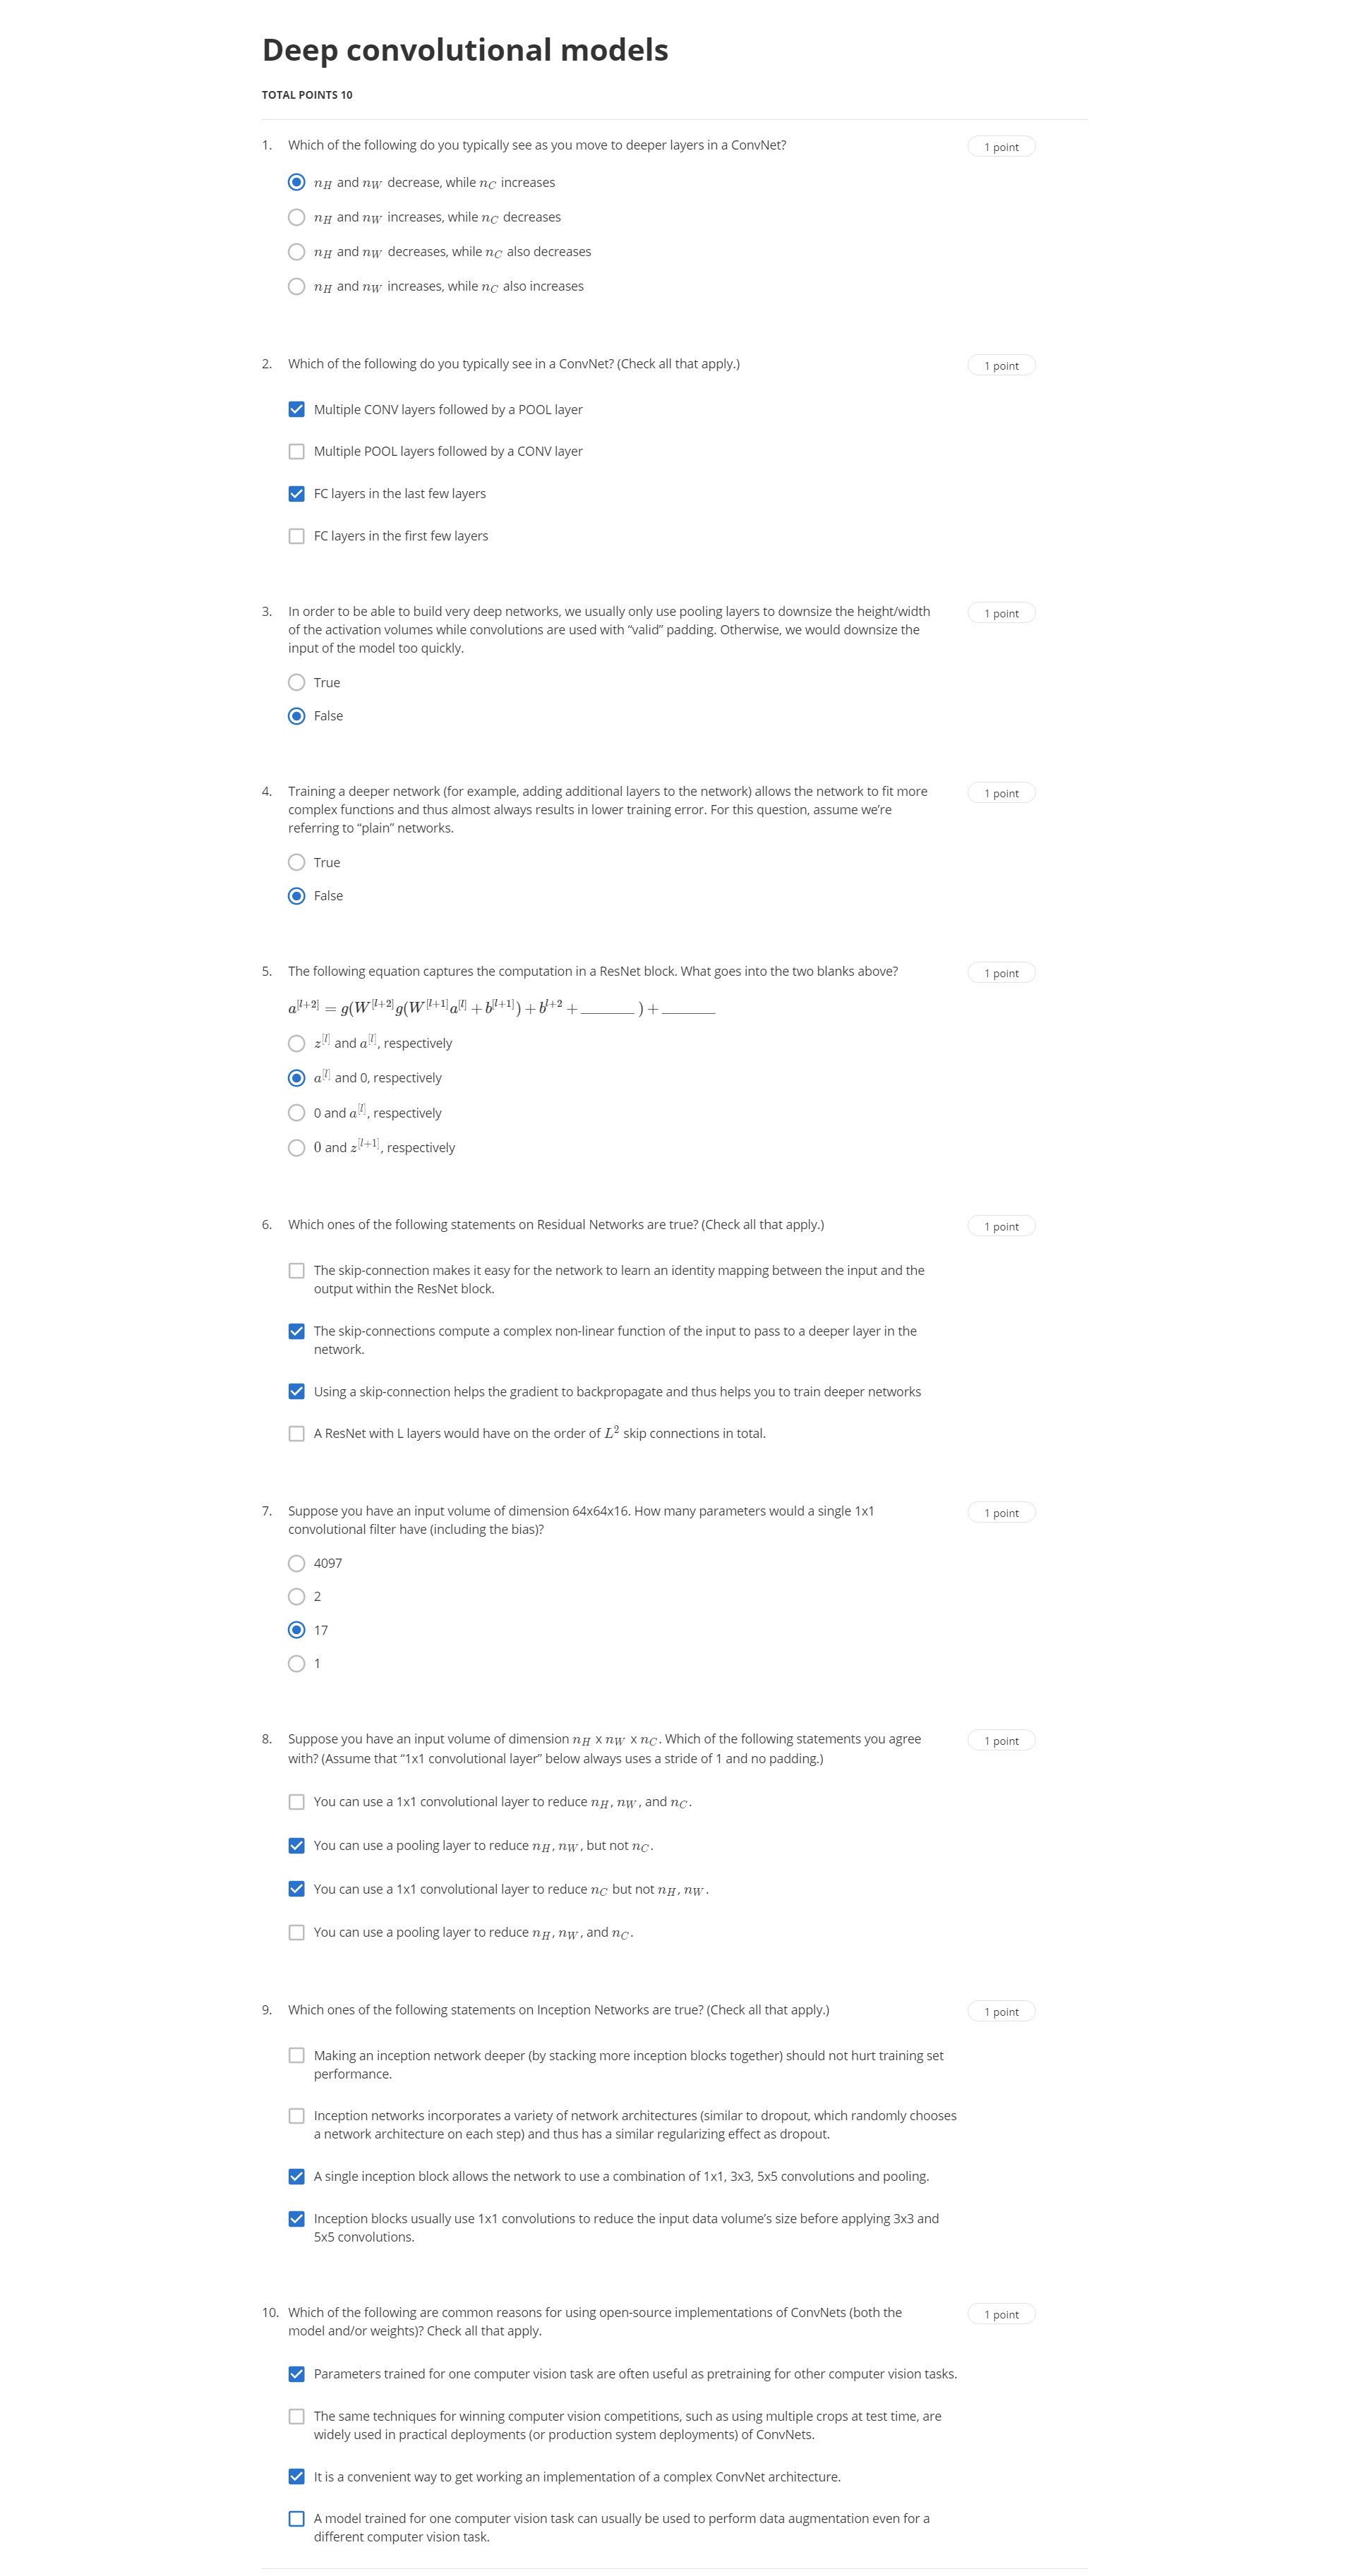 Deep convolutional models
TOTAL POINTS 10
1. Which of the following do you typically see as you move to deeper layers in a ConvNet? 1 point
n_H and n_W decrease, while n_C increases
n_H and n_W increases, while n_C decreases
n_H and n_W decreases, while n_C also decreases
n_H and n_W increases, while n_C also increases
2. Which of the following do you typically see in a ConvNet? (Check all that apply.) 1 point
Multiple CONV layers followed by a POOL layer
Multiple POOL layers followed by a CONV layer
FC layers in the last few layers
FC layers in the first few layers
3. In order to be able to build very deep networks, we usually only use pooling layers to downsize the height/width 1 point
of the activation volumes while convolutions are used with “valid” padding. Otherwise, we would downsize the
input of the model too quickly.
True
False
4. Training a deeper network (for example, adding additional layers to the network) allows the network to fit more 1 point
complex functions and thus almost always results in lower training error. For this question, assume we’re
referring to “plain” networks.
True
False
5. The following equation captures the computation in a ResNet block. What goes into the two blanks above? 1 point
a^[l+2] = g(W^[l+2] g(W^[l+1] a^[l] + b^[l+1]) + b^l+2 + _______ ) + _______
z^[l] and a^[l], respectively
a^[l] and 0, respectively
0 and a^[l], respectively
0 and z^[l+1], respectively
6. Which ones of the following statements on Residual Networks are true? (Check all that apply.) 1 point
The skip-connection makes it easy for the network to learn an identity mapping between the input and the
output within the ResNet block.
The skip-connections compute a complex non-linear function of the input to pass to a deeper layer in the
network.
Using a skip-connection helps the gradient to backpropagate and thus helps you to train deeper networks
A ResNet with L layers would have on the order of L² skip connections in total.
7. Suppose you have an input volume of dimension 64x64x16. How many parameters would a single 1x1 1 point
convolutional filter have (including the bias)?
4097
2
17
1
8. Suppose you have an input volume of dimension n_H x n_W x n_C. Which of the following statements you agree 1 point
with? (Assume that “1x1 convolutional layer” below always uses a stride of 1 and no padding.)
You can use a 1x1 convolutional layer to reduce n_H, n_W, and n_C.
You can use a pooling layer to reduce n_H, n_W, but not n_C.
You can use a 1x1 convolutional layer to reduce n_C but not n_H, n_W.
You can use a pooling layer to reduce n_H, n_W, and n_C.
9. Which ones of the following statements on Inception Networks are true? (Check all that apply.) 1 point
Making an inception network deeper (by stacking more inception blocks together) should not hurt training set
performance.
Inception networks incorporates a variety of network architectures (similar to dropout, which randomly chooses
a network architecture on each step) and thus has a similar regularizing effect as dropout.
A single inception block allows the network to use a combination of 1x1, 3x3, 5x5 convolutions and pooling.
Inception blocks usually use 1x1 convolutions to reduce the input data volume’s size before applying 3x3 and
5x5 convolutions.
10. Which of the following are common reasons for using open-source implementations of ConvNets (both the 1 point
model and/or weights)? Check all that apply.
Parameters trained for one computer vision task are often useful as pretraining for other computer vision tasks.
The same techniques for winning computer vision competitions, such as using multiple crops at test time, are
widely used in practical deployments (or production system deployments) of ConvNets.
It is a convenient way to get working an implementation of a complex ConvNet architecture.
A model trained for one computer vision task can usually be used to perform data augmentation even for a
different computer vision task.